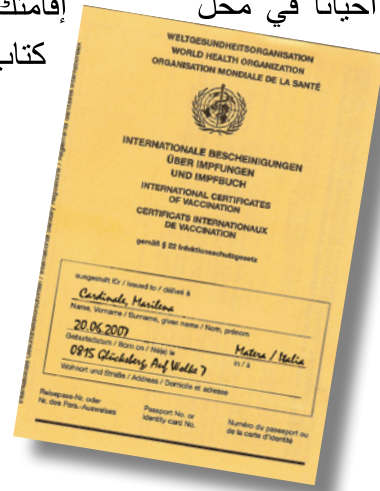 أحيانا في محل
إقامتك
كتاب
WELTGESUNDHEITSORGANISATION
WORLD HEALTH ORGANIZATION
ORGANISATION MONDIALE DE LA SANTÉ
INTERNATIONALE BESCHEINIGUNGEN
ÜBER IMPFUNGEN
UND IMPFBUCH
INTERNATIONAL CERTIFICATES
OF VACCINATION
CERTIFICATS INTERNATIONAUX
DE VACCINATION
gemäß § 22 Infektionsschutzgesetz
ausgestellt für / issued to / délivré à
Cardinale, Marilena
Name, Vorname / Surname, given name / Nom, prénom
20.06.2007 Matera / Italia
Geburtsdatum / Born on / Né(e) le in / à
0815 Glücksberg, Auf Wolke 7
Wohnort und Straße / Address / Domicile et adresse
Reisepass-Nr. oder Passport No. or Numéro du passeport ou
Nr. des Pers.-Ausweises identity card No. de la carte d'identité